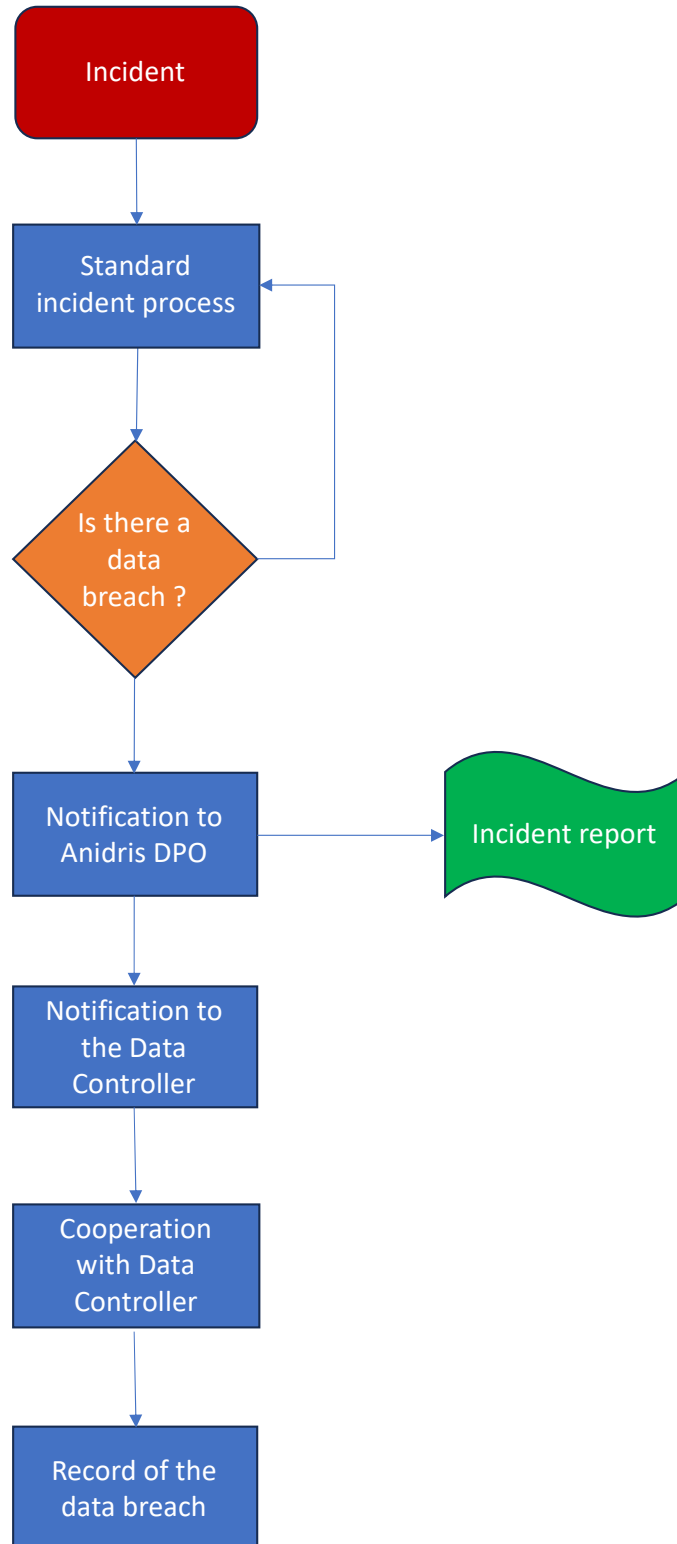 Incident
Standard
incident process
Is there a
data
breach ?
Notification to
Anidris DPO
Incident report
Notification to
the Data
Controller
Cooperation
with Data
Controller
Record of the
data breach